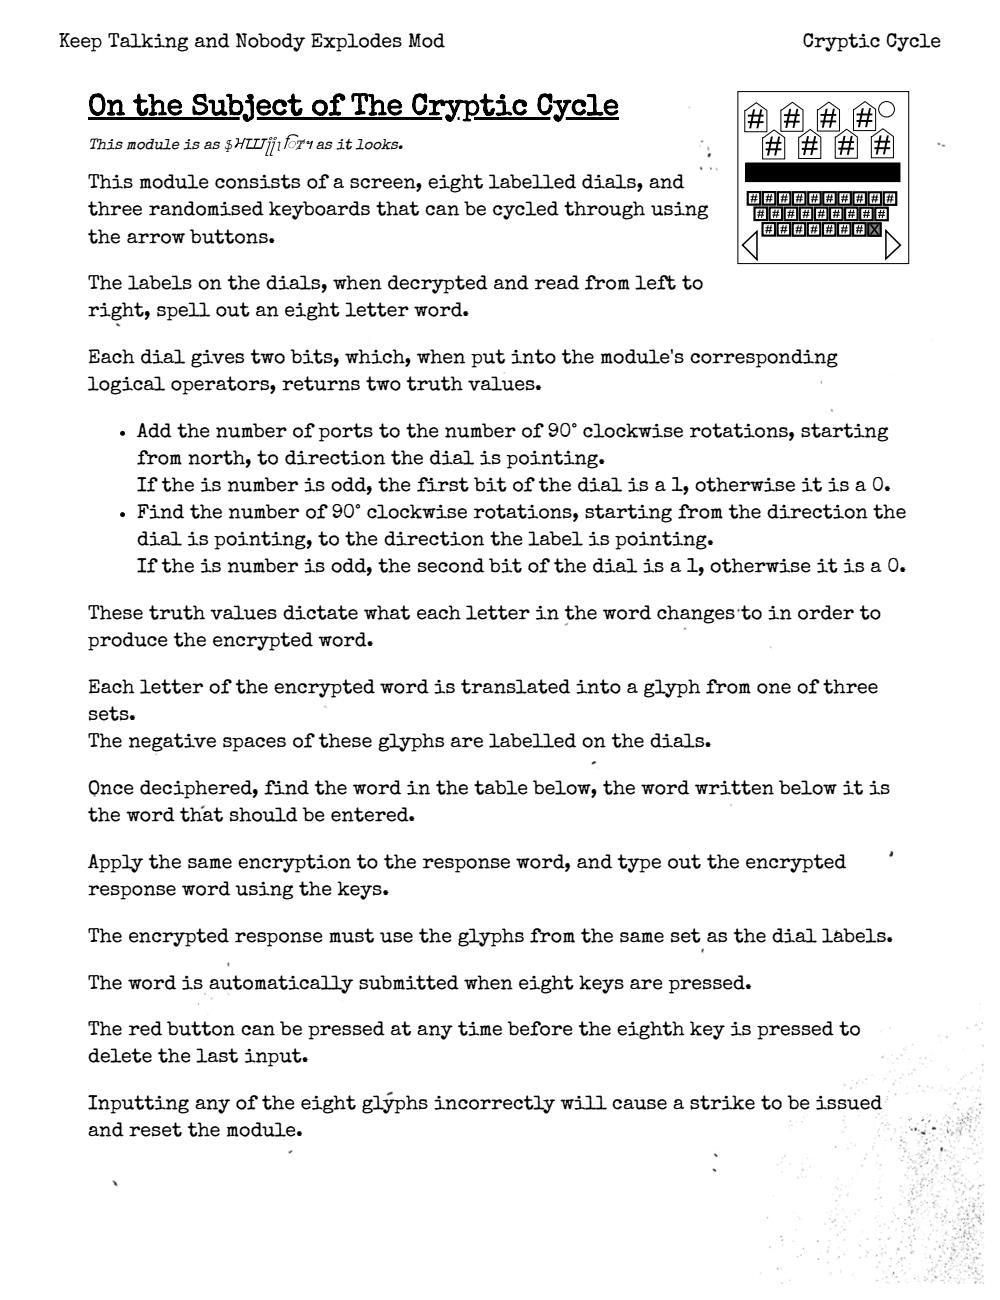 Keep Talking and Nobody Explodes Mod
Cryptic Cycle
On the Subject of The Cryptic Cycle
This module is as as it looks.
This module consists of a screen, eight labelled dials, and
three randomised keyboards that can be cycled through using
the arrow buttons.
The labels on the dials, when decrypted and read from left to
right, spell out an eight letter word.
Each dial gives two bits, which, when put into the module's corresponding
logical operators, returns two truth values.
• Add the number of ports to the number of 90° clockwise rotations, starting
from north, to direction the dial is pointing.
If the is number is odd, the first bit of the dial is a 1, otherwise it is a 0.
• Find the number of 90° clockwise rotations, starting from the direction the
dial is pointing, to the direction the label is pointing.
If the is number is odd, the second bit of the dial is a 1, otherwise it is a 0.
These truth values dictate what each letter in the word changes to in order to
produce the encrypted word.
Each letter of the encrypted word is translated into a glyph from one of three
sets.
The negative spaces of these glyphs are labelled on the dials.
Once deciphered, find the word in the table below, the word written below it is
the word that should be entered.
Apply the same encryption to the response word, and type out the encrypted
response word using the keys.
The encrypted response must use the glyphs from the same set as the dial labels.
The word is automatically submitted when eight keys are pressed.
The red button can be pressed at any time before the eighth key is pressed to
delete the last input.
Inputting any of the eight glyphs incorrectly will cause a strike to be issued
and reset the module.
# # # #
# # # #
# # # # # # # # # #
# # # # # # # # #
# # # # # # # X